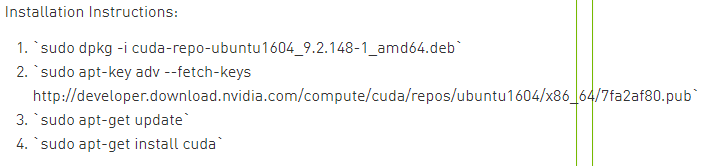 Installation Instructions:
1. `sudo dpkg -i cuda-repo-ubuntu1604_9.2.148-1_amd64.deb`
2. `sudo apt-key adv --fetch-keys
http://developer.download.nvidia.com/compute/cuda/repos/ubuntu1604/x86_64/7fa2af80.pub`
3. `sudo apt-get update`
4. `sudo apt-get install cuda`